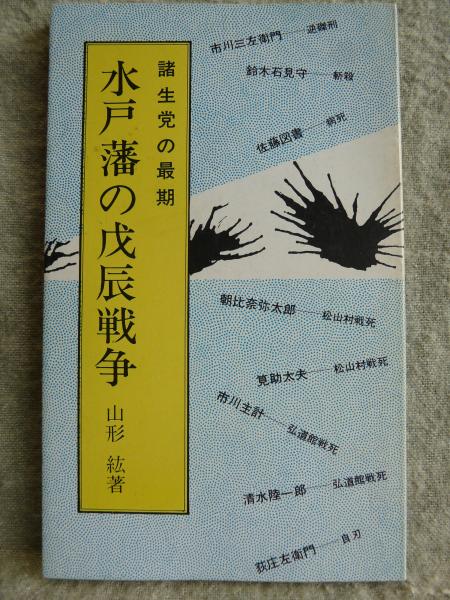 諸生党の最期
水戸藩の戊辰戦争
山形 紘著
市川三左衛門──逆磔刑
鈴木石見守──斬殺
佐藤図書──病死
朝比奈弥太郎──松山村戦死
筧助太夫──松山村戦死
市川主計──弘道館戦死
清水陸一郎──弘道館戦死
荻庄左衛門──自刃